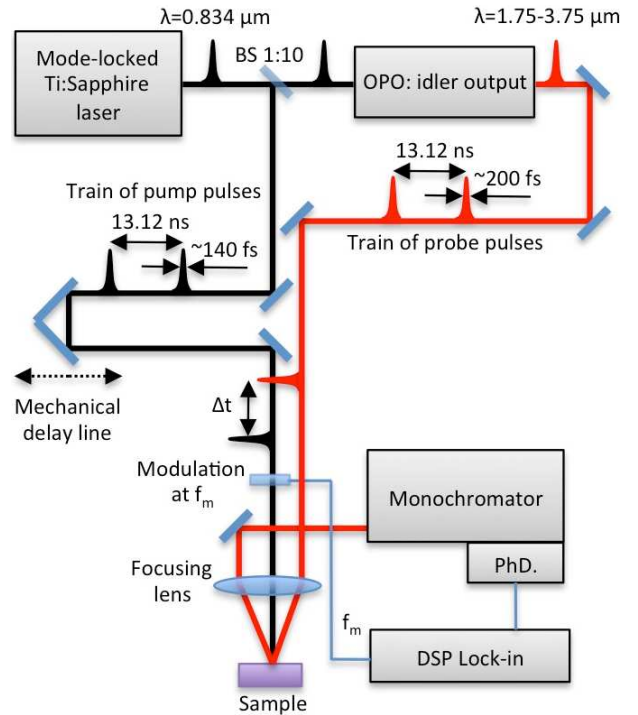 λ=0.834 μm
λ=1.75-3.75 μm
Mode-locked
Ti:Sapphire
laser
BS 1:10
OPO: idler output
13.12 ns
~200 fs
Train of probe pulses
Train of pump pulses
13.12 ns
~140 fs
Mechanical
delay line
Δt
Modulation
at fm
Monochromator
PhD.
Focusing
lens
fm
DSP Lock-in
Sample